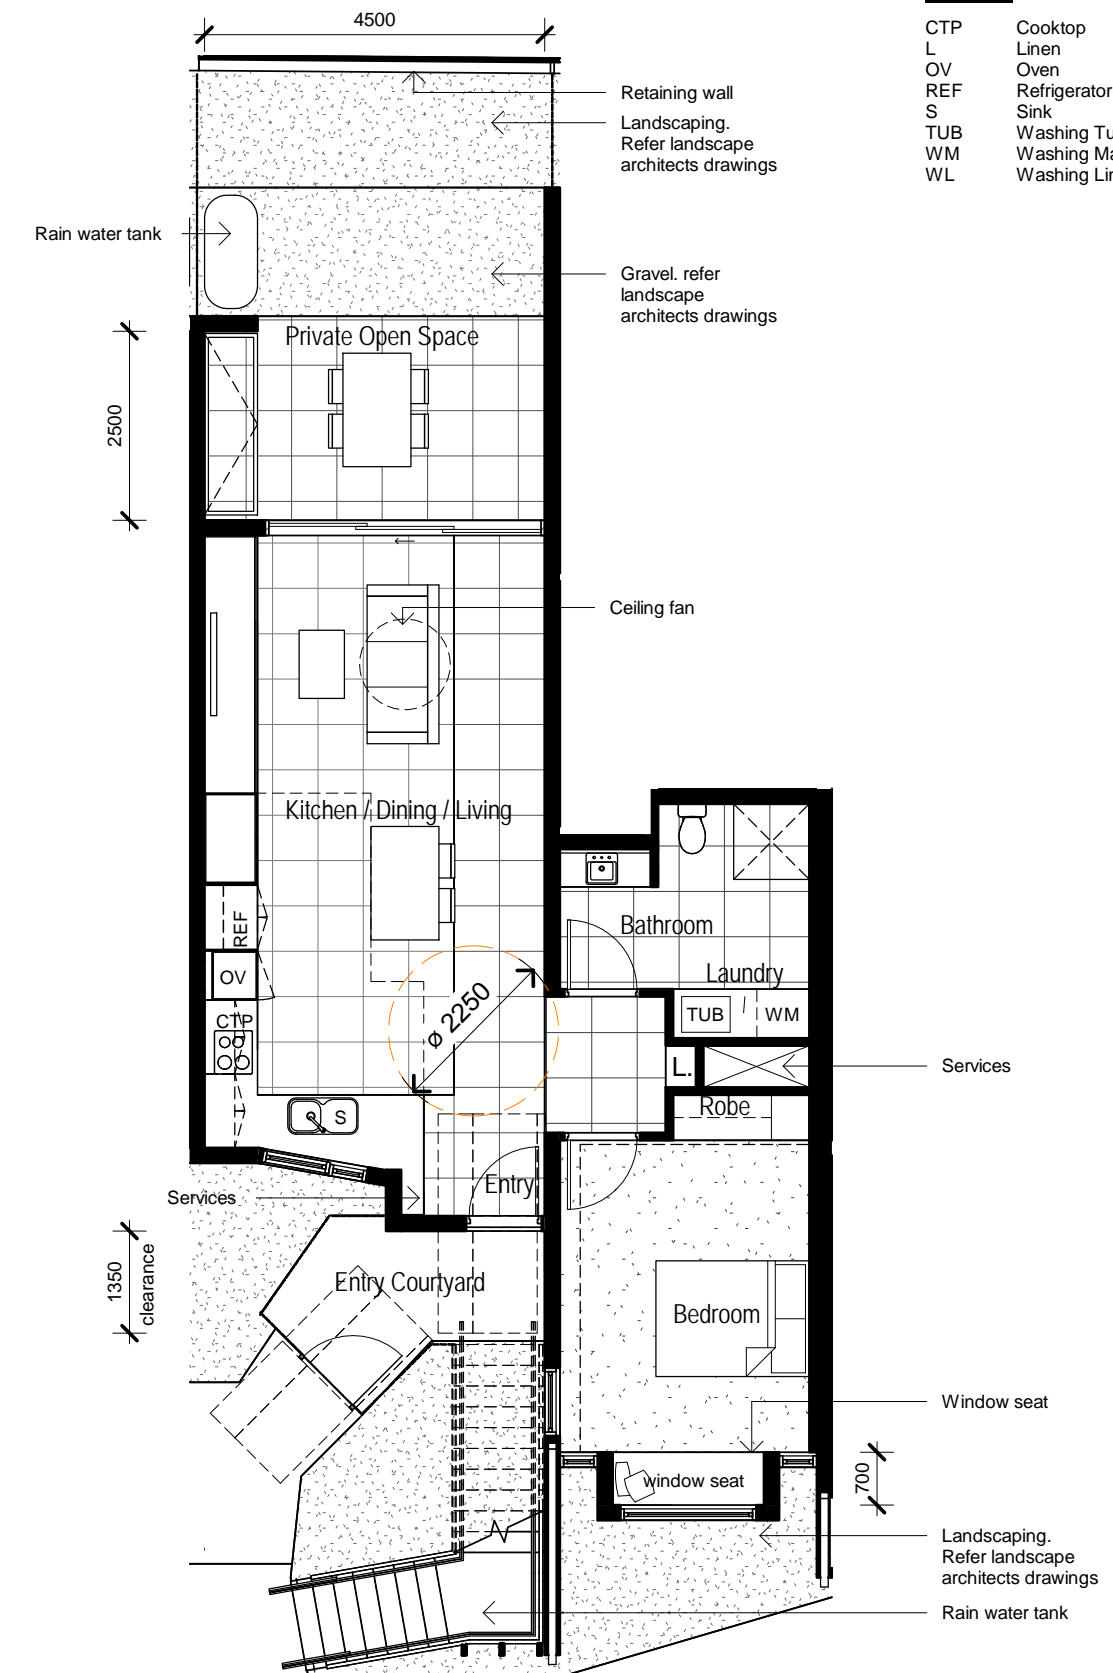 4500
CTP Cooktop
L Linen
OV Oven
REF Refrigerator
S Sink
TUB Washing
WM Washing
WL Washing
Retaining wall
Landscaping.
Refer landscape
architects drawings
Rain water tank
Gravel. refer
landscape
architects drawings
Private Open Space
2500
Ceiling fan
Kitchen / Dining / Living
REF
OV
CTP
S
ø 2250
Bathroom
Laundry
TUB
WM
L.
Services
Robe
Entry
Services
1350
clearance
Entry Courtyard
Bedroom
Window seat
window seat
700
Landscaping.
Refer landscape
architects drawings
Rain water tank